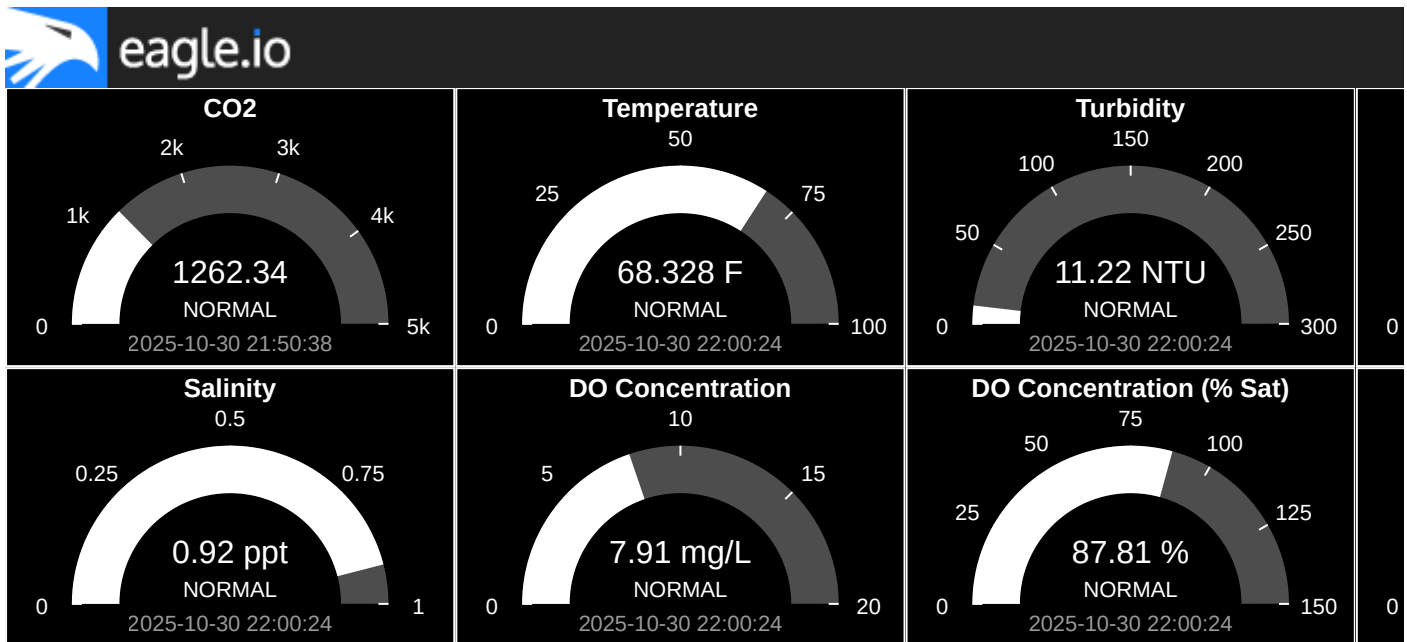 eagle.io
CO2
0
1k
2k
3k
4k
5k
1262.34
NORMAL
2025-10-30 21:50:38
Temperature
0
25
50
75
100
68.328 F
NORMAL
2025-10-30 22:00:24
Turbidity
0
50
100
150
200
250
300
11.22 NTU
NORMAL
2025-10-30 22:00:24
0
Salinity
0
0.25
0.5
0.75
1
0.92 ppt
NORMAL
2025-10-30 22:00:24
DO Concentration
0
5
10
15
20
7.91 mg/L
NORMAL
2025-10-30 22:00:24
DO Concentration (% Sat)
0
25
50
75
100
125
150
87.81 %
NORMAL
2025-10-30 22:00:24
0